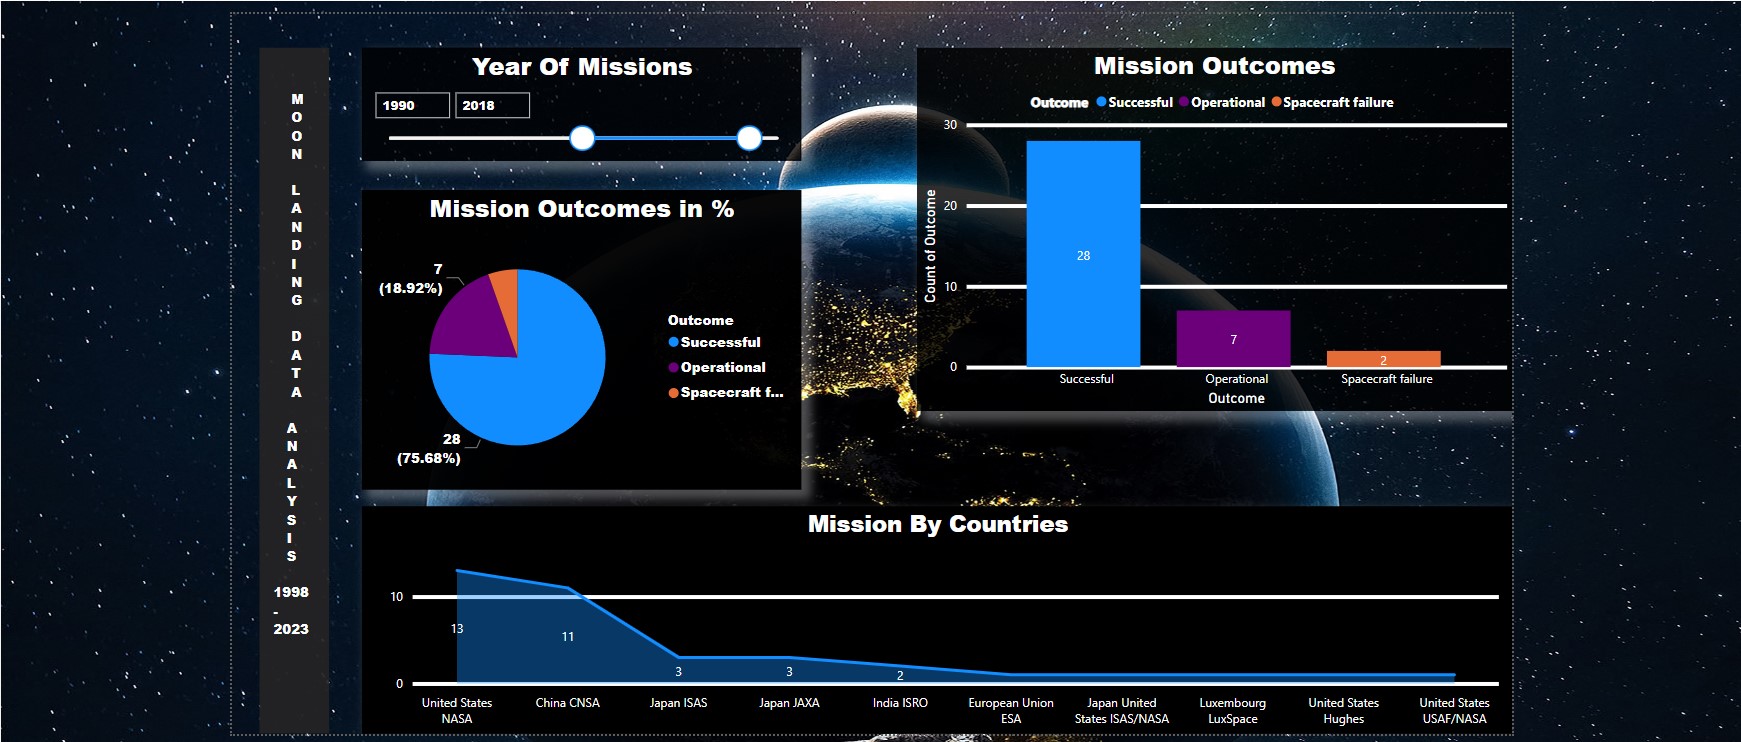 MOON LANDING DATA ANALYSIS
1998
-
2023
Year Of Missions
1990 2018
Mission Outcomes in %
7
(18.92%)
28
(75.68%)
Outcome
Successful
Operational
Spacecraft f...
Mission Outcomes
Outcome Successful Operational Spacecraft failure
Count of Outcome
30
20
10
0
28
7
2
Successful Operational Spacecraft failure
Outcome
Mission By Countries
10
0
13 11 3 3 2
United States
NASA
China CNSA
Japan ISAS
Japan JAXA
India ISRO
European Union
ESA
Japan United
States ISAS/NASA
Luxembourg
LuxSpace
United States
Hughes
United States
USAF/NASA